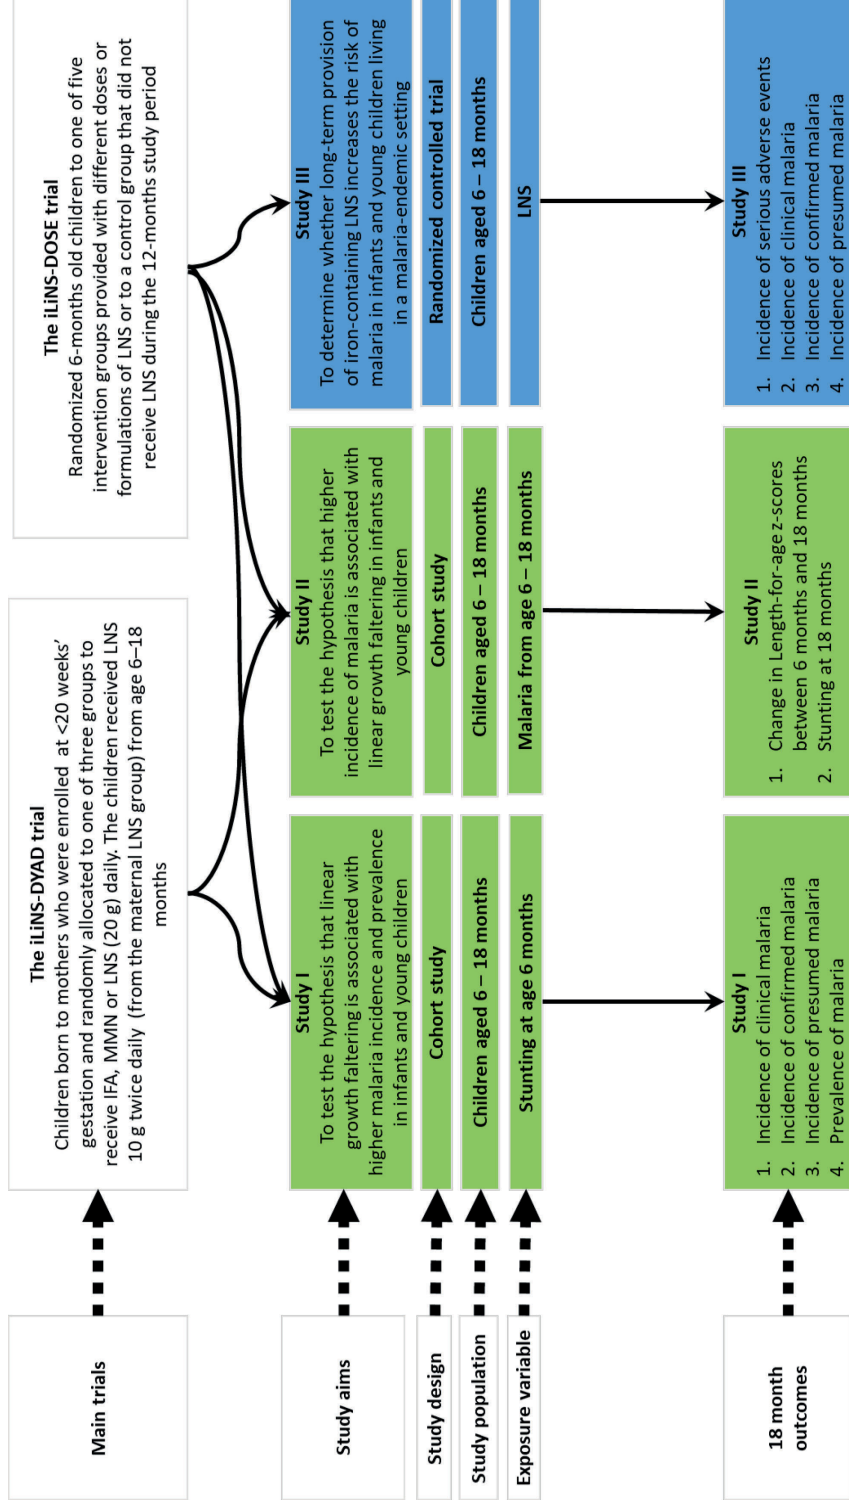 Main trials
The iLiNS-DYAD trial
Children born to mothers who were enrolled at <20 weeks’
gestation and randomly allocated to one of three groups to
receive IFA, MMN or LNS (20 g) daily. The children received LNS
10 g twice daily (from the maternal LNS group) from age 6–18
months
The iLiNS-DOSE trial
Randomized 6-months old children to one of five
intervention groups provided with different doses or
formulations of LNS or to a control group that did not
receive LNS during the 12-months study period
Study aims
Study I
To test the hypothesis that linear
growth faltering is associated with
higher malaria incidence and prevalence
in infants and young children
Study II
To test the hypothesis that higher
incidence of malaria is associated with
linear growth faltering in infants and
young children
Study III
To determine whether long-term provision
of iron-containing LNS increases the risk of
malaria in infants and young children living
in a malaria-endemic setting
Study design
Cohort study
Cohort study
Randomized controlled trial
Study population
Children aged 6 – 18 months
Children aged 6 – 18 months
Children aged 6 – 18 months
Exposure variable
Stunting at age 6 months
Malaria from age 6 – 18 months
LNS
18 month
outcomes
Study I
1. Incidence of clinical malaria
2. Incidence of confirmed malaria
3. Incidence of presumed malaria
4. Prevalence of malaria
Study II
1. Change in Length-for-age z-scores
between 6 months and 18 months
2. Stunting at 18 months
Study III
1. Incidence of serious adverse events
2. Incidence of clinical malaria
3. Incidence of confirmed malaria
4. Incidence of presumed malaria